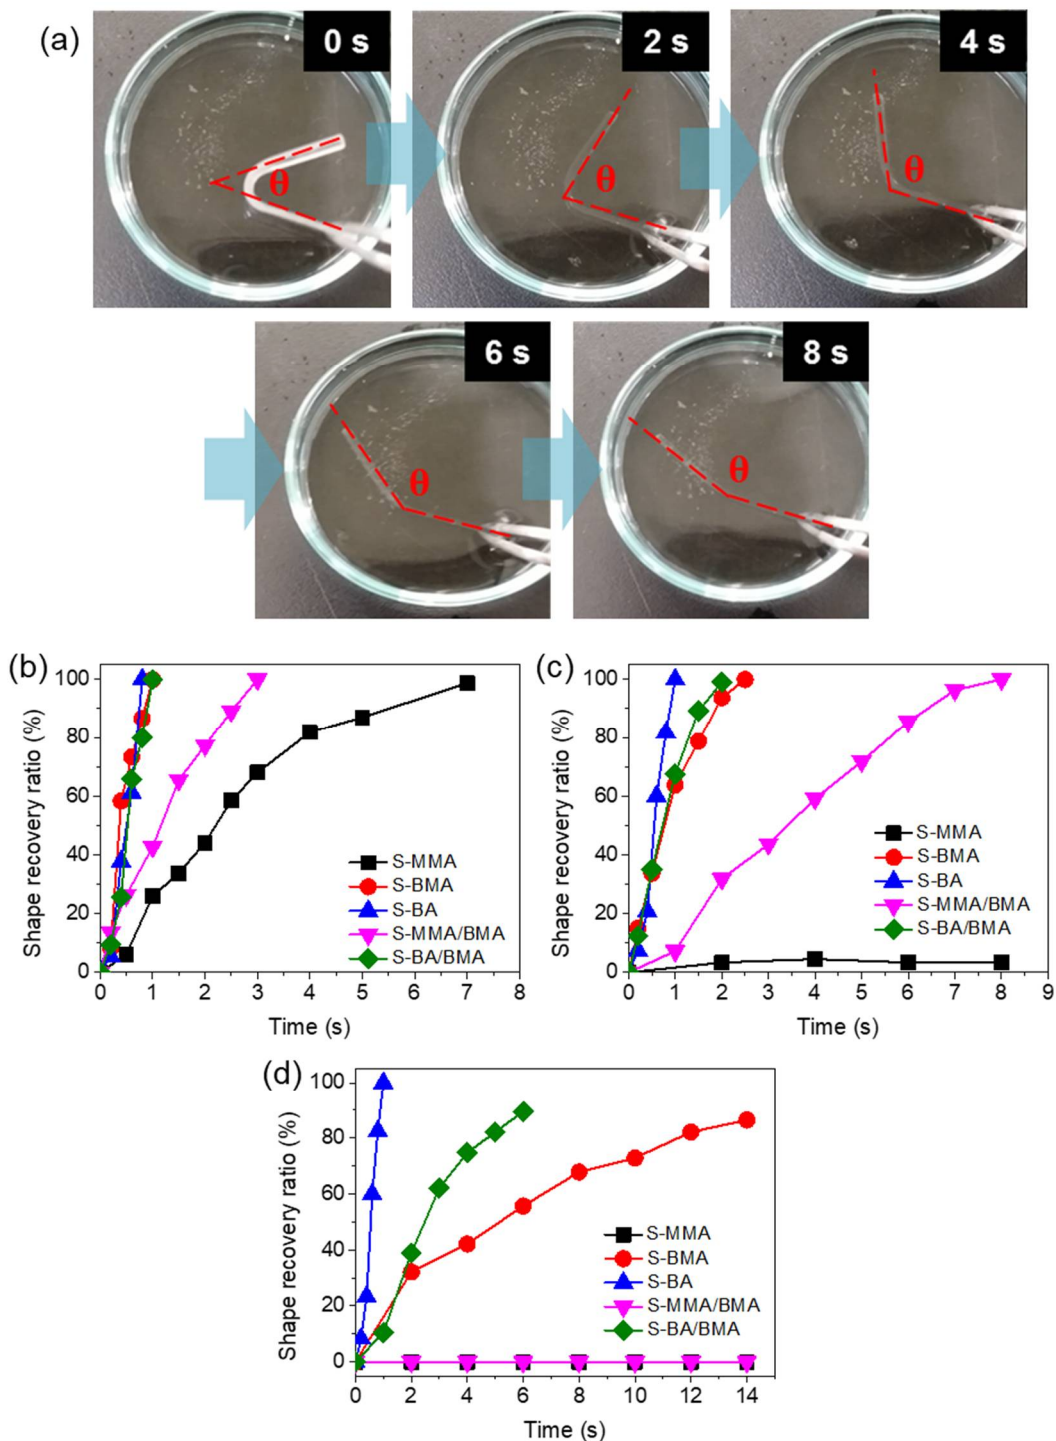 (a)
0 s
2 s
4 s
θ
θ
θ
6 s
8 s
θ
θ
(b)
Shape recovery ratio (%)
100
80
60
40
20
0
S-MMA
S-BMA
S-BA
S-MMA/BMA
S-BA/BMA
0 1 2 3 4 5 6 7 8
Time (s)
(c)
Shape recovery ratio (%)
100
80
60
40
20
0
S-MMA
S-BMA
S-BA
S-MMA/BMA
S-BA/BMA
0 1 2 3 4 5 6 7 8 9
Time (s)
(d)
Shape recovery ratio (%)
100
80
60
40
20
0
S-MMA
S-BMA
S-BA
S-MMA/BMA
S-BA/BMA
0 2 4 6 8 10 12 14
Time (s)